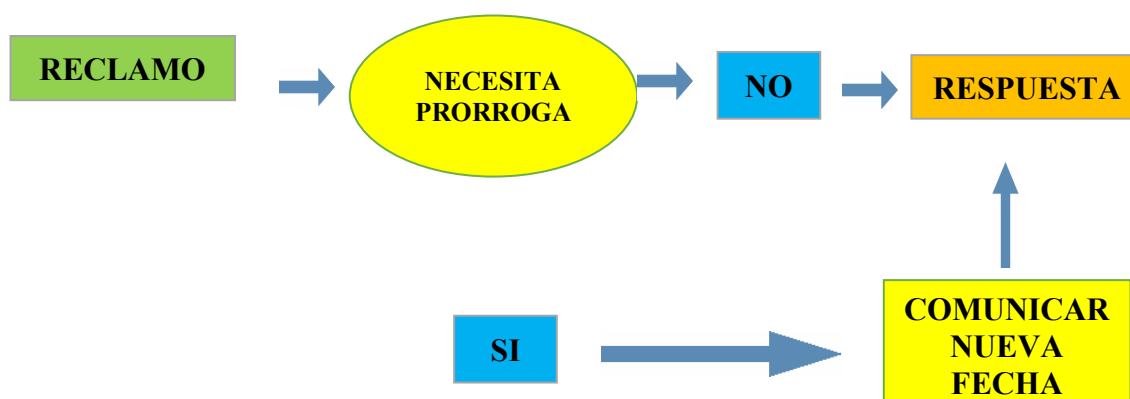 RECLAMO
NECESITA
PRORROGA
NO
RESPUESTA
SI
COMUNICAR
NUEVA
FECHA